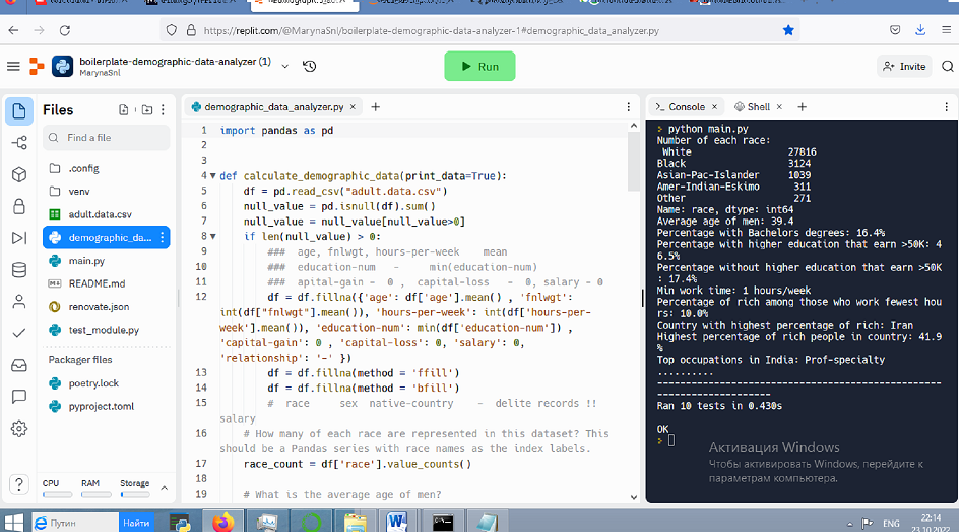 https://replit.com/@MarynaSnl/boilerplate-demographic-data-analyzer-1#demographic_data_analyzer.py
boilerplate-demographic-data-analyzer (1)
MarynaSnl
Run
Invite
Files
Find a file
.config
venv
adult.data.csv
demographic_da...
main.py
README.md
renovate.json
test_module.py
Packager files
poetry.lock
pyproject.toml
CPU RAM Storage
demographic_data_analyzer.py
1 import pandas as pd
2
3
4 def calculate_demographic_data(print_data=True):
5 df = pd.read_csv("adult.data.csv")
6 null_value = pd.isnull(df).sum()
7 null_value = null_value[null_value>0]
8 if len(null_value) > 0:
9 ### age, fnlwgt, hours-per-week mean
10 ### education-num - min(education-num)
11 ### apital-gain - 0 , capital-loss - 0, salary - 0
12 df = df.fillna({'age': df['age'].mean() , 'fnlwgt':
int(df["fnlwgt"].mean()), 'hours-per-week': int(df['hours-per-
week'].mean()), 'education-num': min(df['education-num']) ,
'capital-gain': 0 , 'capital-loss': 0, 'salary': 0,
'relationship': '-' })
13 df = df.fillna(method = 'ffill')
14 df = df.fillna(method = 'bfill')
15 # race sex native-country - delite records !!
salary
16 # How many of each race are represented in this dataset? This
should be a Pandas series with race names as the index labels.
17 race_count = df['race'].value_counts()
18
19 # What is the average age of men?
Console Shell
python main.py
Number of each race:
White 27816
Black 3124
Asian-Pac-Islander 1039
Amer-Indian-Eskimo 311
Other 271
Name: race, dtype: int64
Average age of men: 39.4
Percentage with Bachelors degrees: 16.4%
Percentage with higher education that earn >50K: 4
6.5%
Percentage without higher education that earn >50K
: 17.4%
Min work time: 1 hours/week
Percentage of rich among those who work fewest hou
rs: 10.0%
Country with highest percentage of rich: Iran
Highest percentage of rich people in country: 41.9
%
Top occupations in India: Prof-specialty
..........
----------------------------------------------------------------------
Ran 10 tests in 0.430s
OK
Активация Windows
Чтобы активировать Windows, перейдите к
параметрам компьютера.
Путин
Найти
ENG
22:14
23.10.2022